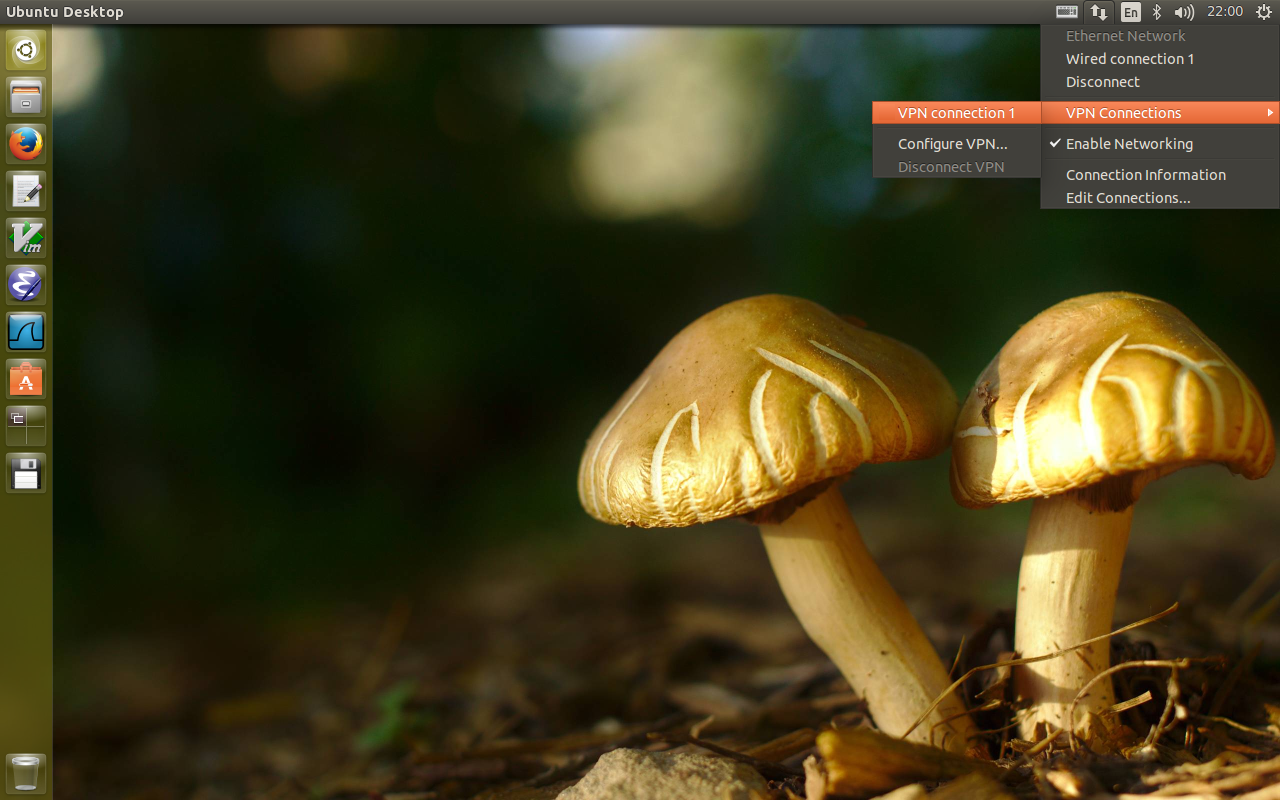 Ubuntu Desktop
En
22:00
Ethernet Network
Wired connection 1
Disconnect
VPN connection 1
VPN Connections
Configure VPN...
Enable Networking
Disconnect VPN
Connection Information
Edit Connections...
Vim